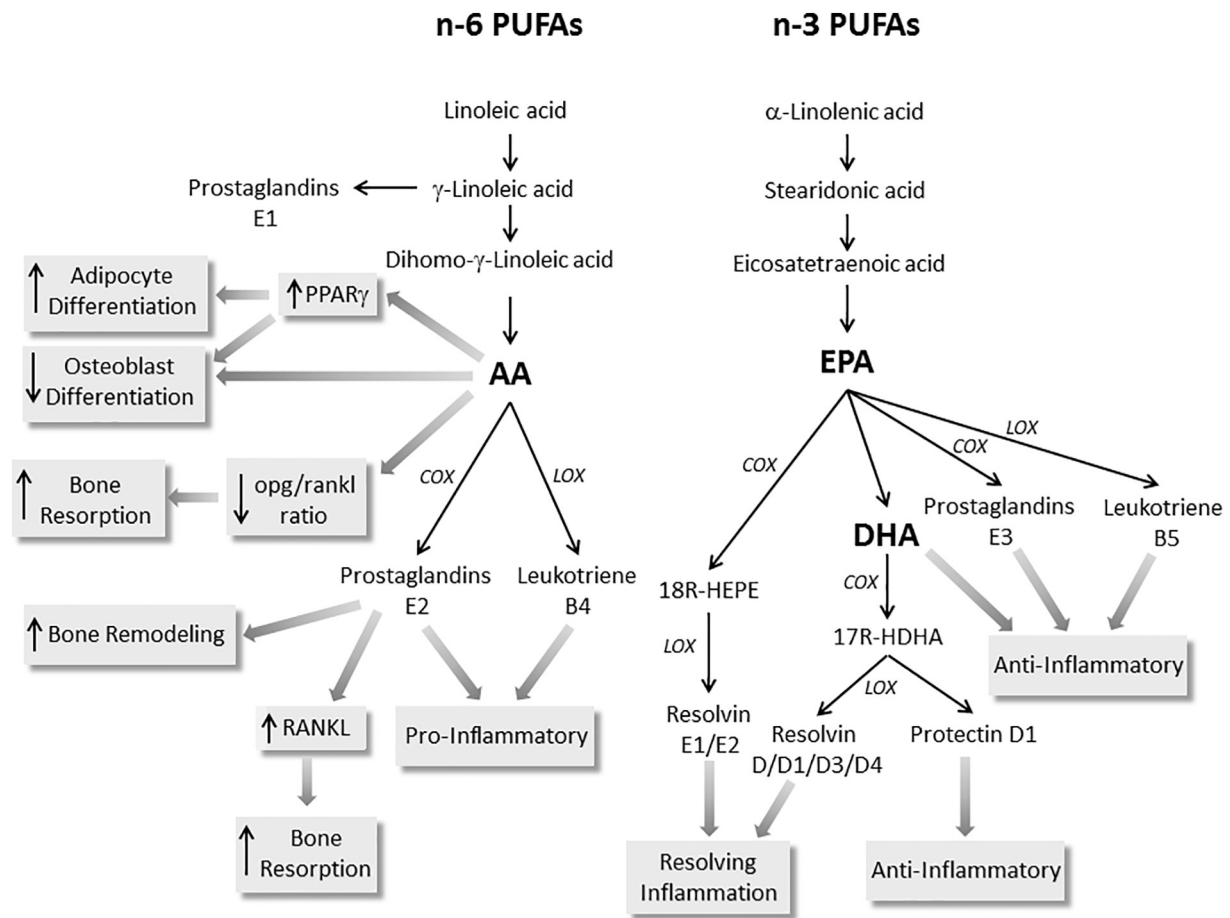 n-6 PUFAs
Linoleic acid
γ-Linoleic acid
Prostaglandins
E1
Dihomo-γ-Linoleic acid
↑ Adipocyte
Differentiation
↑PPARγ
↓ Osteoblast
Differentiation
AA
COX
LOX
↑ Bone
Resorption
↓ opg/rankl
ratio
Prostaglandins
E2
Leukotriene
B4
↑ Bone Remodeling
↑ RANKL
Pro-Inflammatory
↑ Bone
Resorption
n-3 PUFAs
α-Linolenic acid
Stearidonic acid
Eicosatetraenoic acid
EPA
COX
COX
LOX
Prostaglandins
E3
Leukotriene
B5
DHA
18R-HEPE
COX
LOX
17R-HDHA
LOX
Anti-Inflammatory
Resolvin
E1/E2
Resolvin
D/D1/D3/D4
Protectin D1
Resolving
Inflammation
Anti-Inflammatory